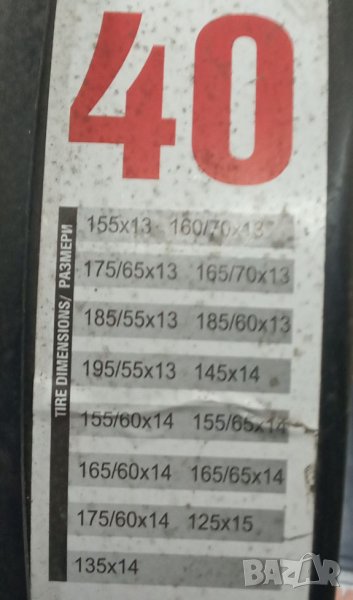 40
TIRE DIMENSIONS/ РАЗМЕРИ
155x13 160/70x13
175/65x13 165/70x13
185/55x13 185/60x13
195/55x13 145x14
155/60x14 155/65x14
165/60x14 165/65x14
175/60x14 125x15
135x14
BAZAR